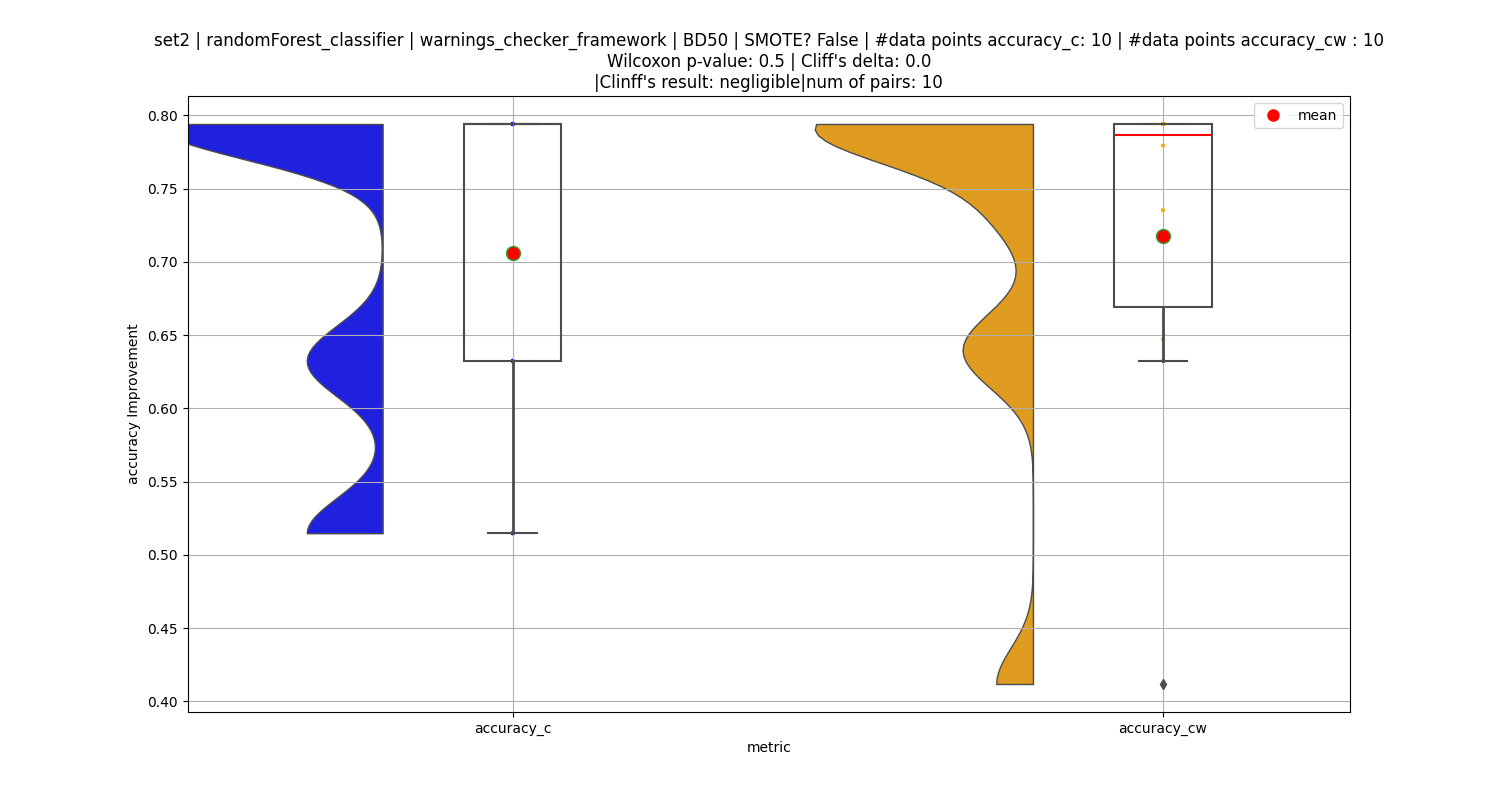 set2 | randomForest_classifier | warnings_checker_framework | BD50 | SMOTE? False | #data points accuracy_c: 10 | #data points accuracy_cw : 10
Wilcoxon p-value: 0.5 | Cliff's delta: 0.0
|Clinff's result: negligible|num of pairs: 10
mean
0.80
0.75
0.70
0.65
0.60
0.55
0.50
0.45
0.40
accuracy Improvement
accuracy_c
accuracy_cw
metric